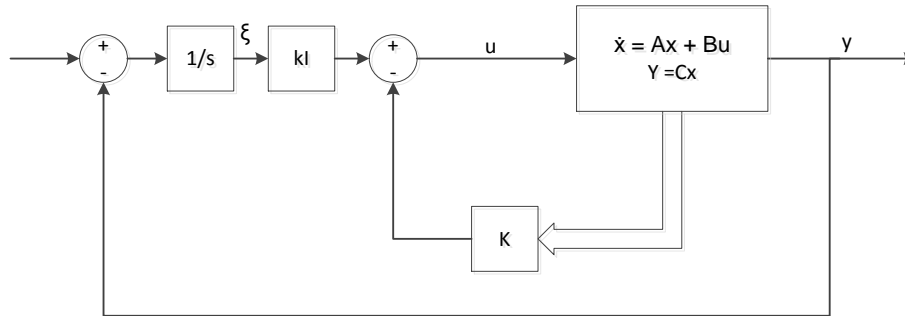 ξ
+
-
1/s
kI
+
-
u
ẋ = Ax + Bu
Y =Cx
y
K